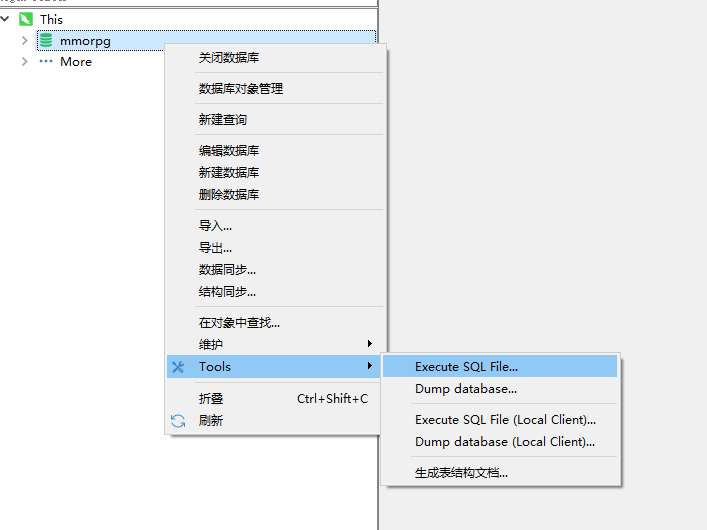 This
mmorpg
More
关闭数据库
数据库对象管理
新建查询
编辑数据库
新建数据库
删除数据库
导入...
导出...
数据同步...
结构同步...
在对象中查找...
维护
Tools
折叠 Ctrl+Shift+C
刷新
Execute SQL File...
Dump database...
Execute SQL File (Local Client)...
Dump database (Local Client)...
生成表结构文档...